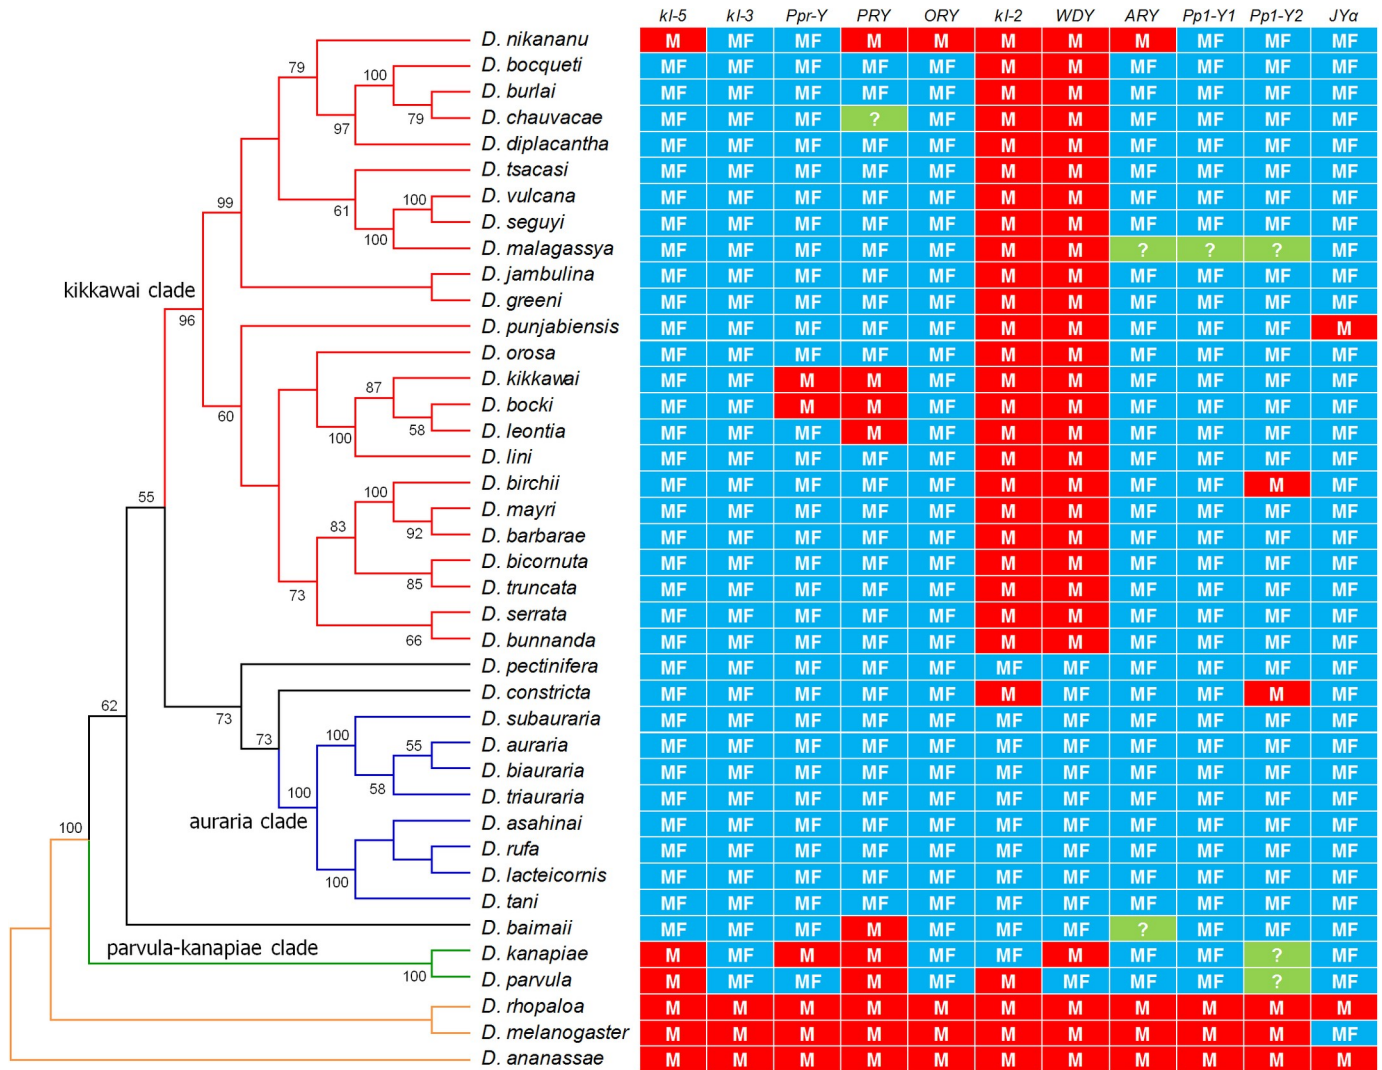 kl-5 kl-3 Ppr-Y PRY ORY kl-2 WDY ARY Pp1-Y1 Pp1-Y2 JYα
D. nikananu M MF MF M M M M M MF MF MF
79
D. bocqueti MF MF MF MF MF M M MF MF MF MF
100
D. burlai MF MF MF MF MF M M MF MF MF MF
D. chauvacae MF MF MF ? MF M M MF MF MF MF
97 79
D. diplacantha MF MF MF MF MF M M MF MF MF MF
D. tsacasi MF MF MF MF MF M M MF MF MF MF
D. vulcana MF MF MF MF MF M M MF MF MF MF
99 61 100
D. seguyi MF MF MF MF MF M M MF MF MF MF
100
D. malagassya MF MF MF MF MF M M ? ? ? MF
D. jambulina MF MF MF MF MF M M MF MF MF MF
kikkawai clade
D. greeni MF MF MF MF MF M M MF MF MF MF
96
D. punjabiensis MF MF MF MF MF M M MF MF MF M
D. orosa MF MF MF MF MF M M MF MF MF MF
D. kikkawai MF MF M M MF M M MF MF MF MF
87
D. bocki MF MF M M MF M M MF MF MF MF
60
D. leontia MF MF MF M MF M M MF MF MF MF
100 58
D. lini MF MF MF MF MF M M MF MF MF MF
D. birchii MF MF MF MF MF M M MF MF M MF
55 100
D. mayri MF MF MF MF MF M M MF MF MF MF
83 92
D. barbarae MF MF MF MF MF M M MF MF MF MF
D. bicornuta MF MF MF MF MF M M MF MF MF MF
85
D. truncata MF MF MF MF MF M M MF MF MF MF
73
D. serrata MF MF MF MF MF M M MF MF MF MF
66
D. bunnanda MF MF MF MF MF M M MF MF MF MF
D. pectinifera MF MF MF MF MF MF MF MF MF MF MF
D. constricta MF MF MF MF MF M MF MF MF M MF
62 73
D. subauraria MF MF MF MF MF MF MF MF MF MF MF
73 100
D. auraria MF MF MF MF MF MF MF MF MF MF MF
55
D. biauraria MF MF MF MF MF MF MF MF MF MF MF
58
D. triauraria MF MF MF MF MF MF MF MF MF MF MF
100
auraria clade
D. asahinai MF MF MF MF MF MF MF MF MF MF MF
100
D. rufa MF MF MF MF MF MF MF MF MF MF MF
D. lacteicornis MF MF MF MF MF MF MF MF MF MF MF
100
D. tani MF MF MF MF MF MF MF MF MF MF MF
D. baimaii MF MF MF M MF MF MF ? MF MF MF
parvula-kanapiae clade
D. kanapiae M MF M M MF MF M MF MF ? MF
100
D. parvula M MF MF M MF M MF MF MF ? MF
D. rhopaloa M M M M M M M M M M M
D. melanogaster M M M M M M M M M M MF
D. ananassae M M M M M M M M M M M